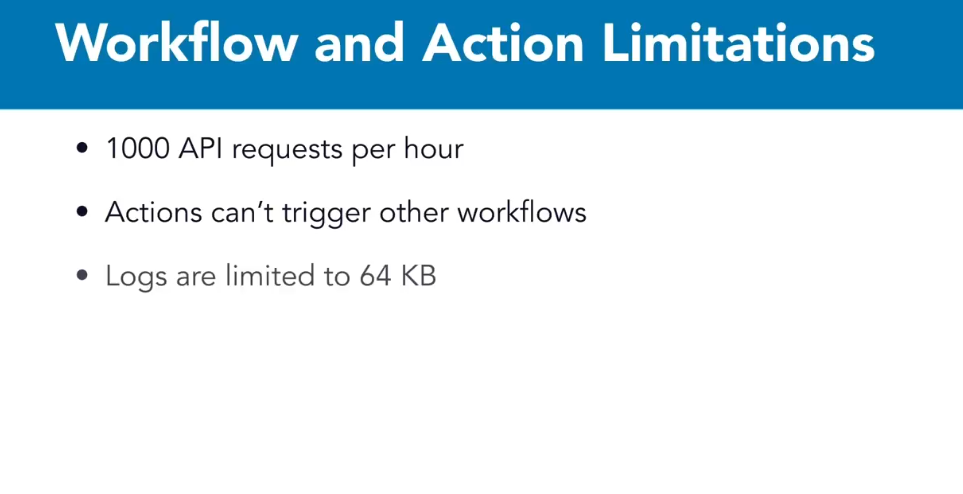 Workflow and Action Limitations
• 1000 API requests per hour
• Actions can’t trigger other workflows
• Logs are limited to 64 KB